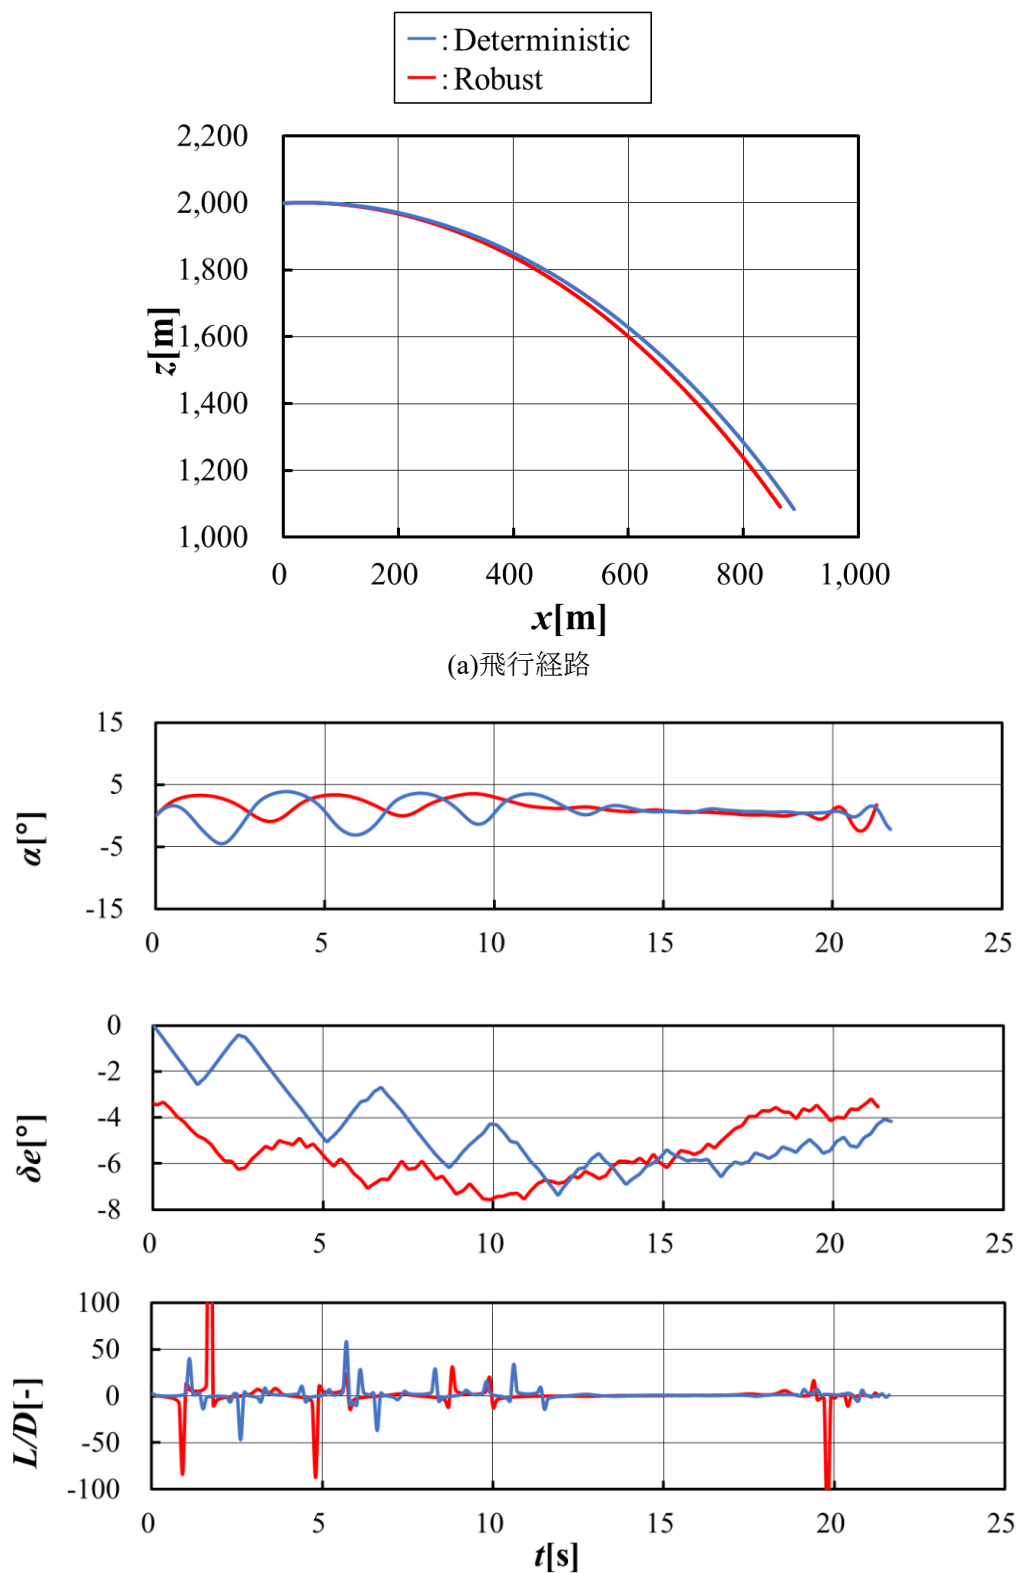 : Deterministic
: Robust
2,200
2,000
1,800
1,600
1,400
1,200
1,000
z[m]
0 200 400 600 800 1,000
x[m]
(a)飛行経路
15
5
-5
-15
α[°]
0 5 10 15 20 25
0
-2
-4
-6
-8
δe[°]
0 5 10 15 20 25
100
50
0
-50
-100
L/D[-]
0 5 10 15 20 25
t[s]